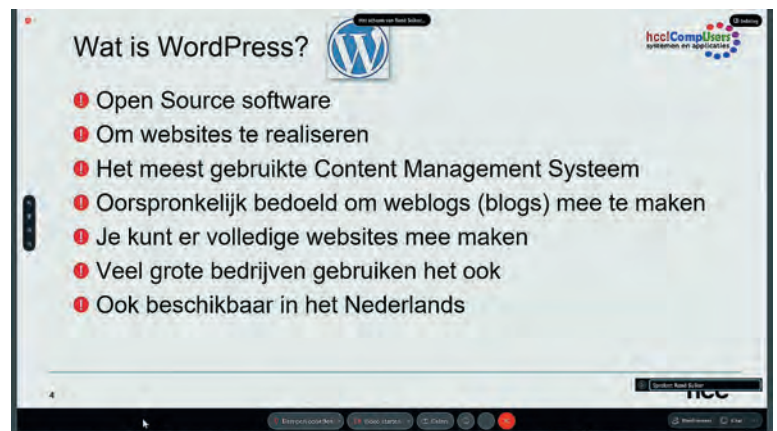 Wat is WordPress?
hcc!CompUsers
systemen en applicaties
Open Source software
Om websites te realiseren
Het meest gebruikte Content Management Systeem
Oorspronkelijk bedoeld om weblogs (blogs) mee te maken
Je kunt er volledige websites mee maken
Veel grote bedrijven gebruiken het ook
Ook beschikbaar in het Nederlands
4